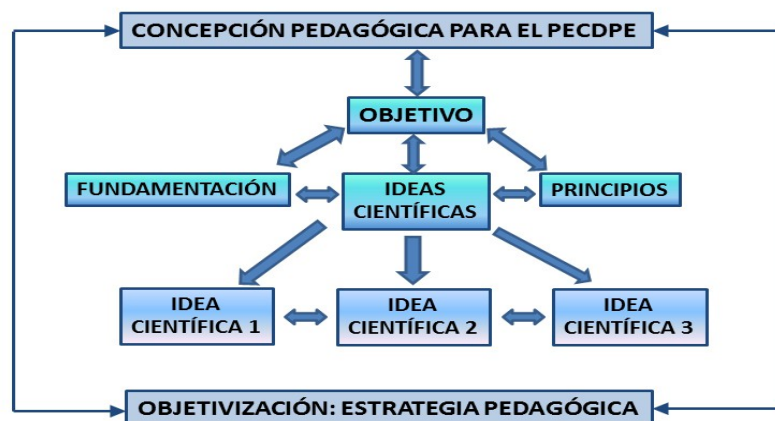 CONCEPCIÓN PEDAGÓGICA PARA EL PECDPE
OBJETIVO
FUNDAMENTACIÓN
IDEAS
CIENTÍFICAS
PRINCIPIOS
IDEA
CIENTÍFICA 1
IDEA
CIENTÍFICA 2
IDEA
CIENTÍFICA 3
OBJETIVIZACIÓN: ESTRATEGIA PEDAGÓGICA